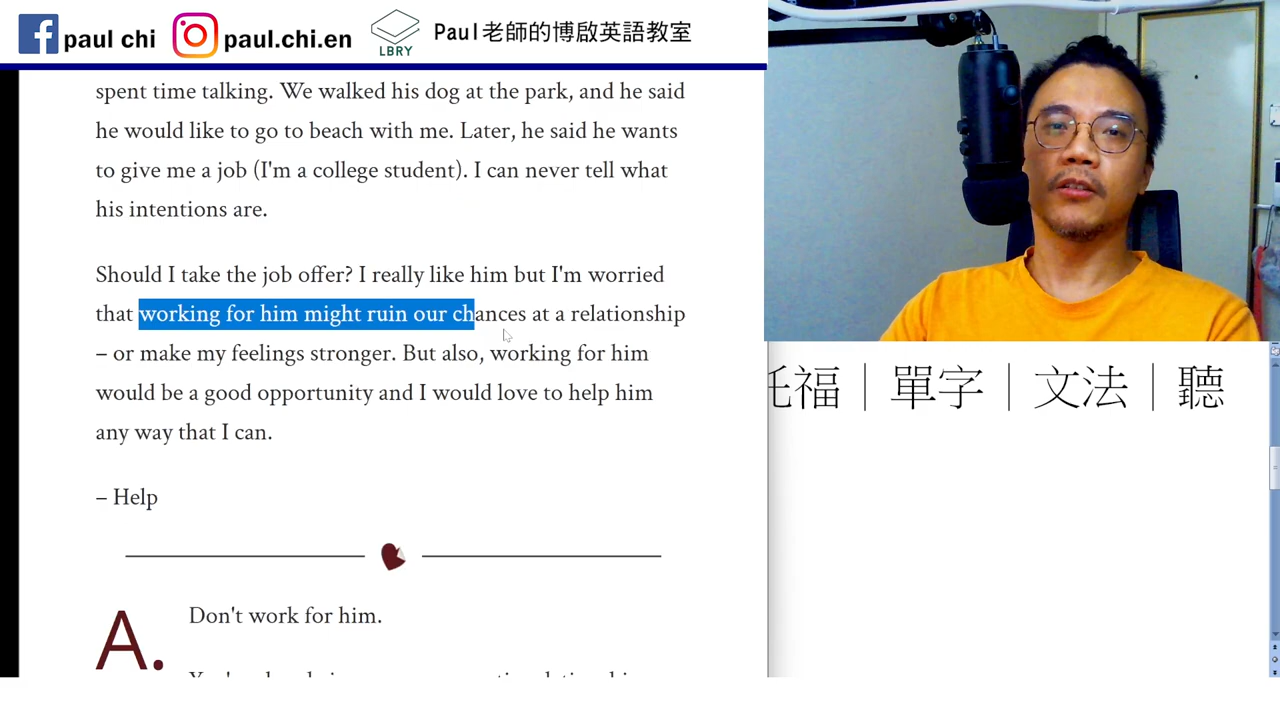 paul chi
paul.chi.en
LBRY
Paul老師的博啟英語教室
spent time talking. We walked his dog at the park, and he said
he would like to go to beach with me. Later, he said he wants
to give me a job (I'm a college student). I can never tell what
his intentions are.
Should I take the job offer? I really like him but I'm worried
that working for him might ruin our chances at a relationship
– or make my feelings stronger. But also, working for him
would be a good opportunity and I would love to help him
any way that I can.
– Help
A.
Don't work for him.
福｜單字｜文法｜聽